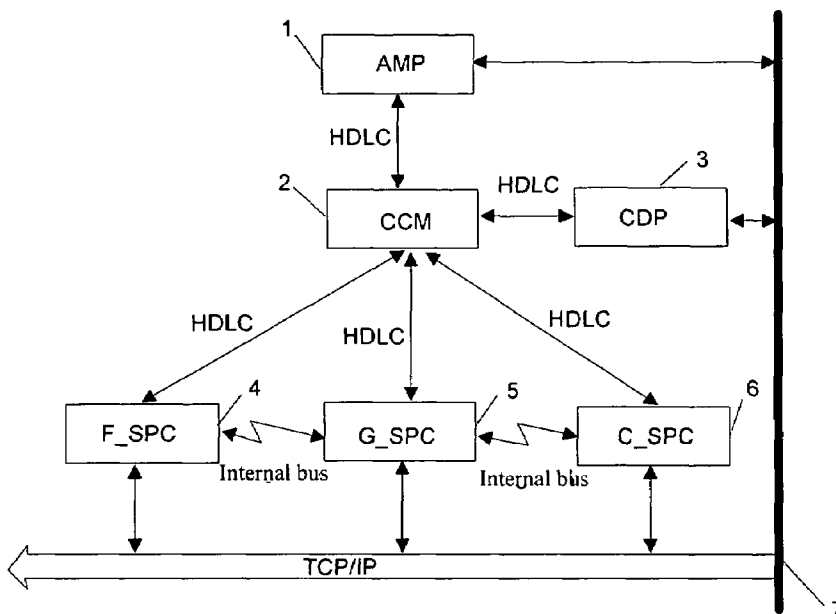 1
AMP
HDLC
2
CCM
HDLC
3
CDP
HDLC
HDLC
HDLC
4
F_SPC
5
G_SPC
6
C_SPC
Internal bus
Internal bus
TCP/IP